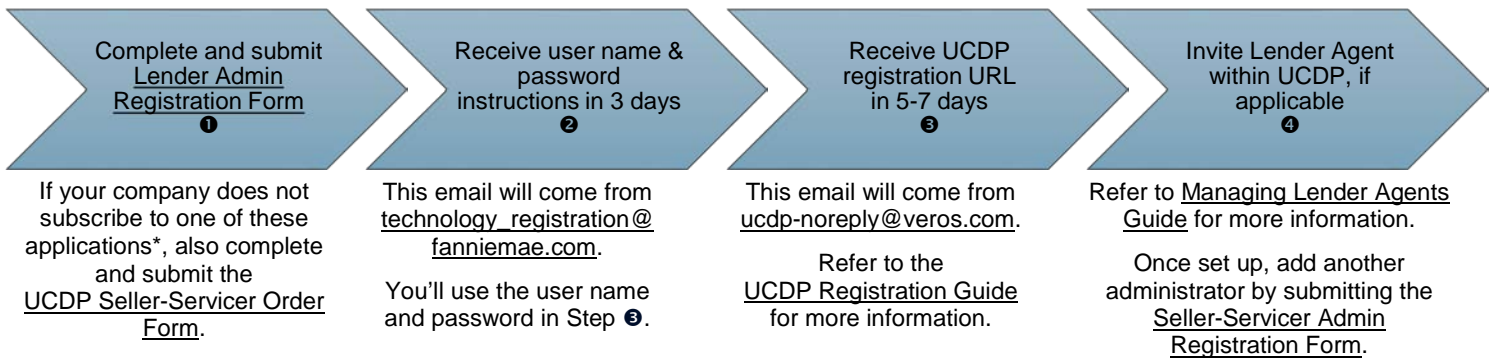 Complete and submit
Lender Admin
Registration Form
❶
Receive user name &
password
instructions in 3 days
❷
Receive UCDP
registration URL
in 5-7 days
❸
Invite Lender Agent
within UCDP, if
applicable
❹
If your company does not
subscribe to one of these
applications*, also complete
and submit the
UCDP Seller-Servicer Order
Form.
This email will come from
technology_registration@
fanniemae.com.
You’ll use the user name
and password in Step ❸.
This email will come from
ucdp-noreply@veros.com.
Refer to the
UCDP Registration Guide
for more information.
Refer to Managing Lender Agents
Guide for more information.
Once set up, add another
administrator by submitting the
Seller-Servicer Admin
Registration Form.